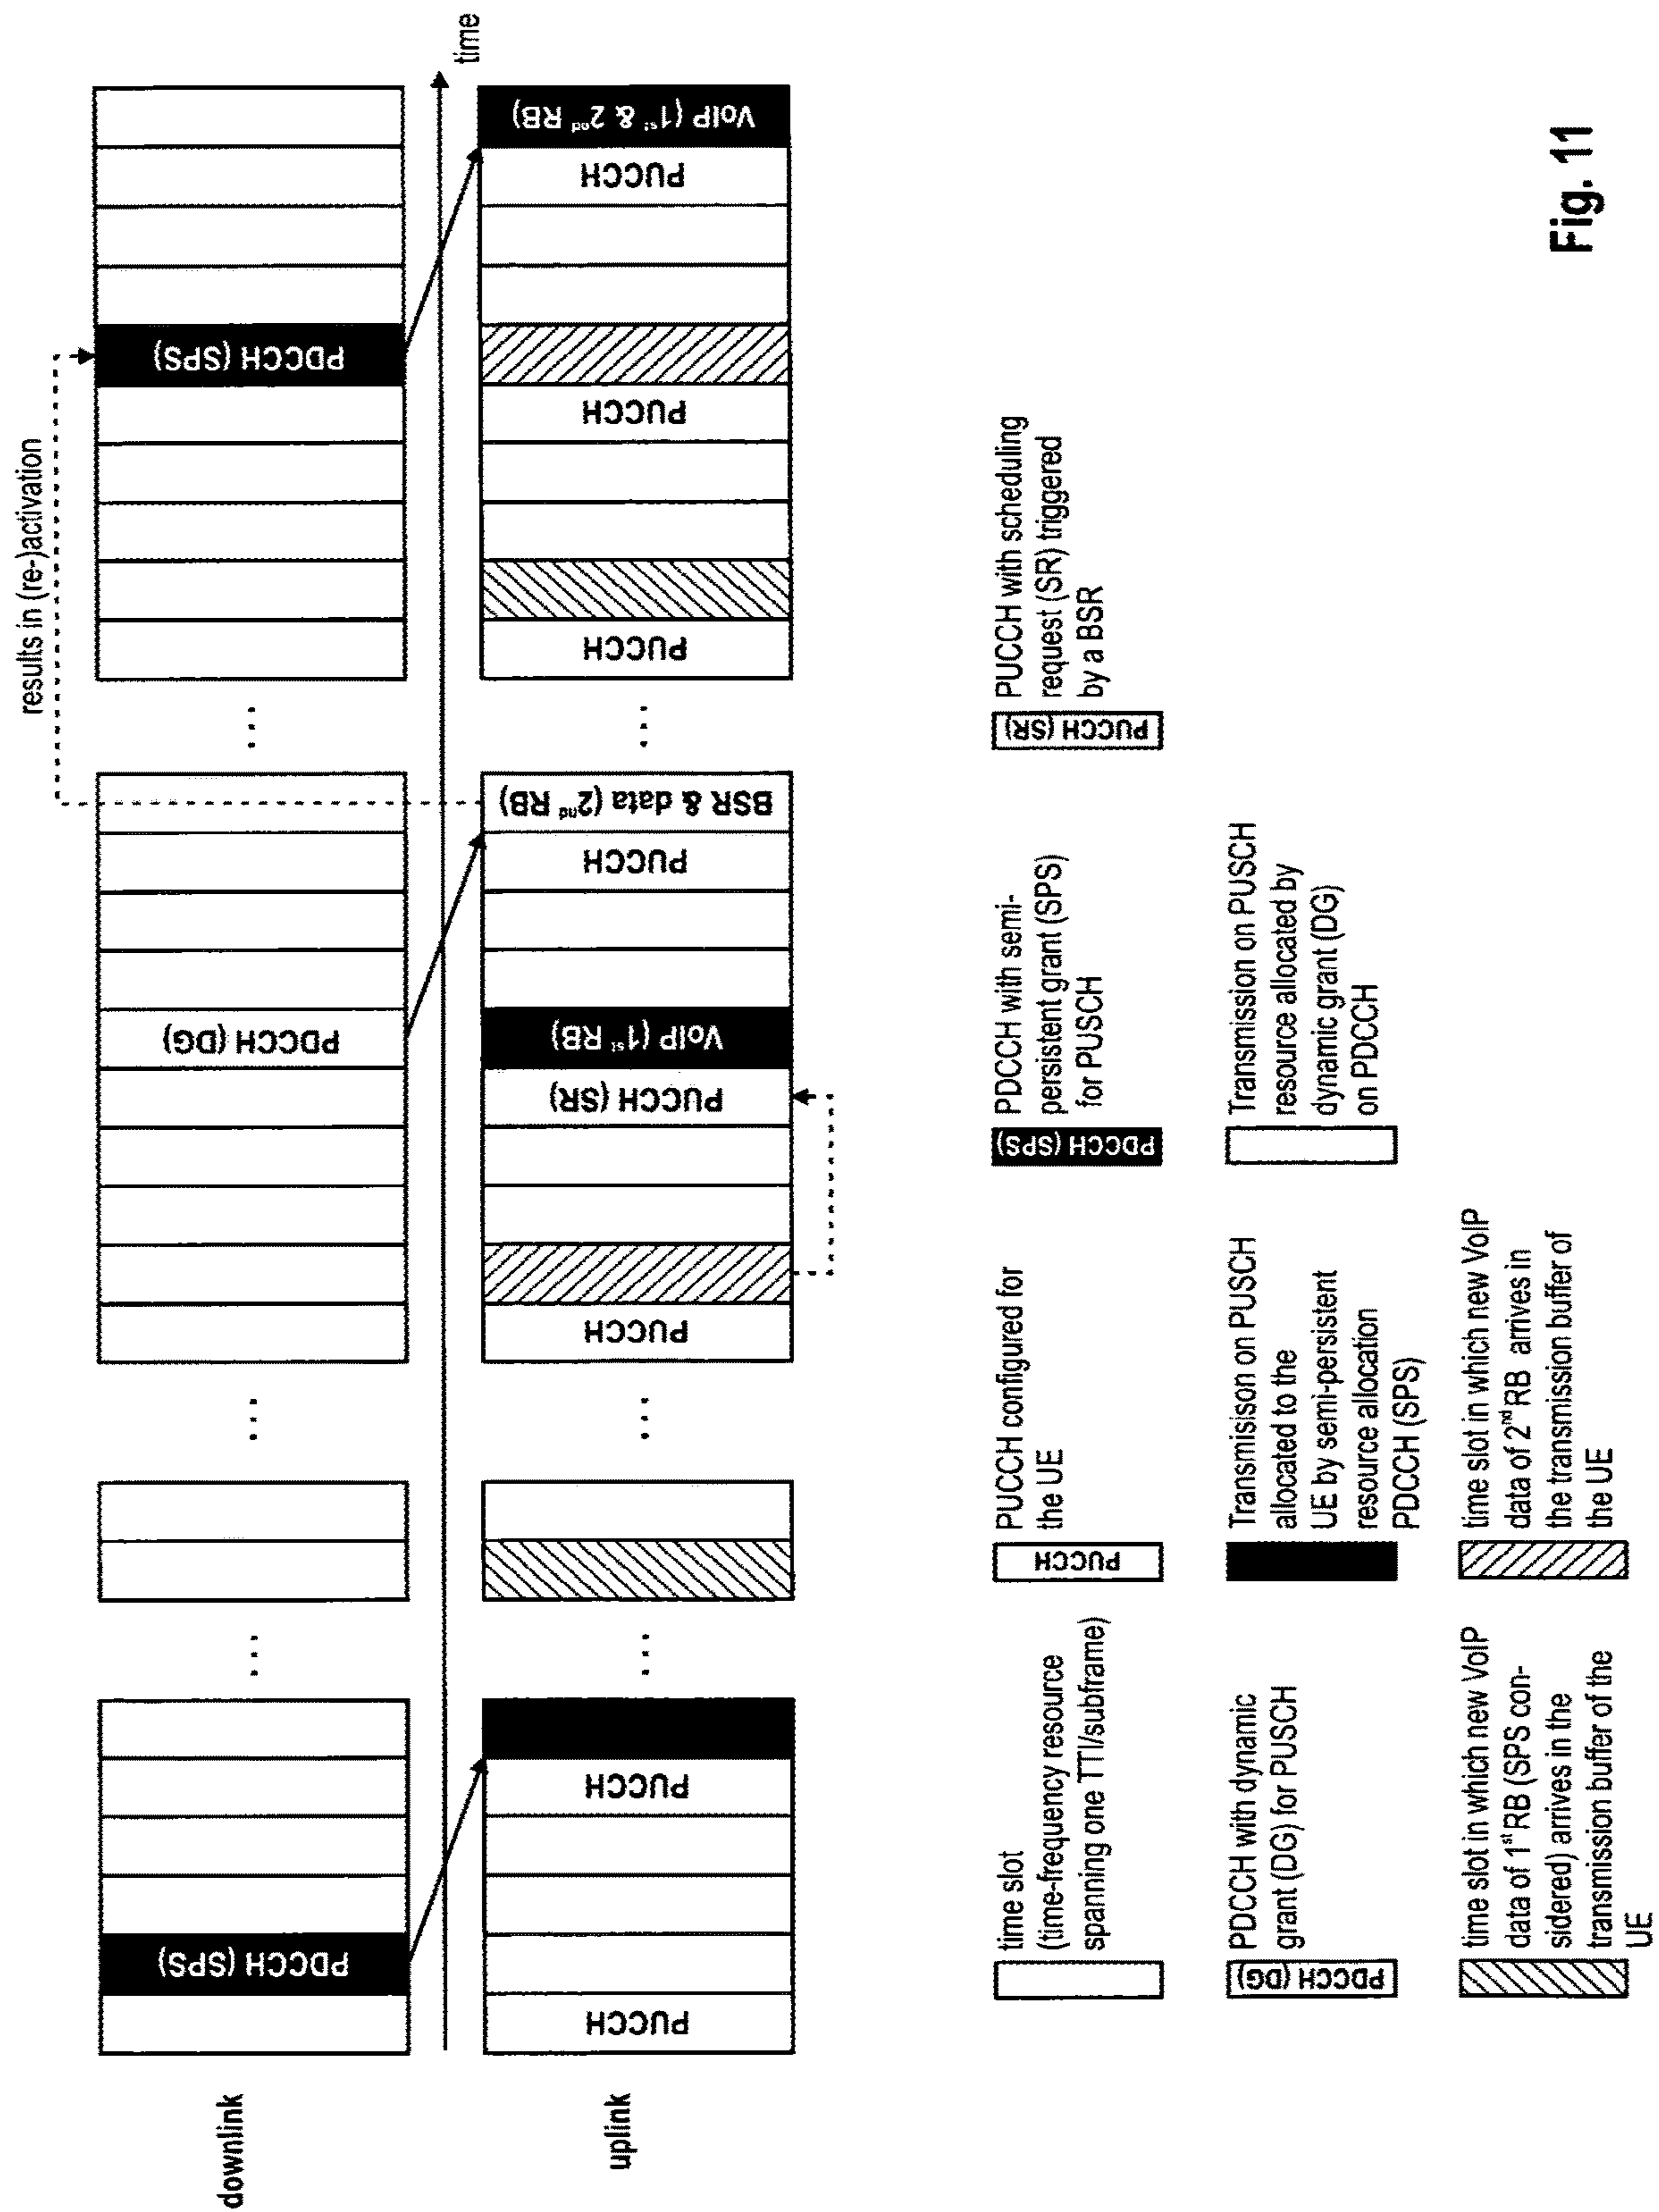 results in (re-)activation
downlink
PDCCH (SPS)
...
...
PDCCH (DG)
...
PDCCH (SPS)
time
uplink
PUCCH
PUCCH
...
...
PUCCH
PUCCH (SR)
VoIP (1st RB)
PUCCH
BSR & data (2nd RB)
...
PUCCH
PUCCH
PUCCH
VoIP (1st & 2nd RB)
time slot
(time-frequency resource
spanning one TTI/subframe)
PUCCH
PUCCH configured for
the UE
PDCCH (SPS)
PDCCH with semi-
persistent grant (SPS)
for PUSCH
PUCCH (SR)
PUCCH with scheduling
request (SR) triggered
by a BSR
PDCCH (DG)
PDCCH with dynamic
grant (DG) for PUSCH
Transmisison on PUSCH
allocated to the
UE by semi-persistent
resource allocation
PDCCH (SPS)
Transmission on PUSCH
resource allocated by
dynamic grant (DG)
on PDCCH
time slot in which new VoIP
data of 1st RB (SPS con-
sidered) arrives in the
transmission buffer of the
UE
time slot in which new VoIP
data of 2nd RB arrives in
the transmission buffer of
the UE
Fig. 11